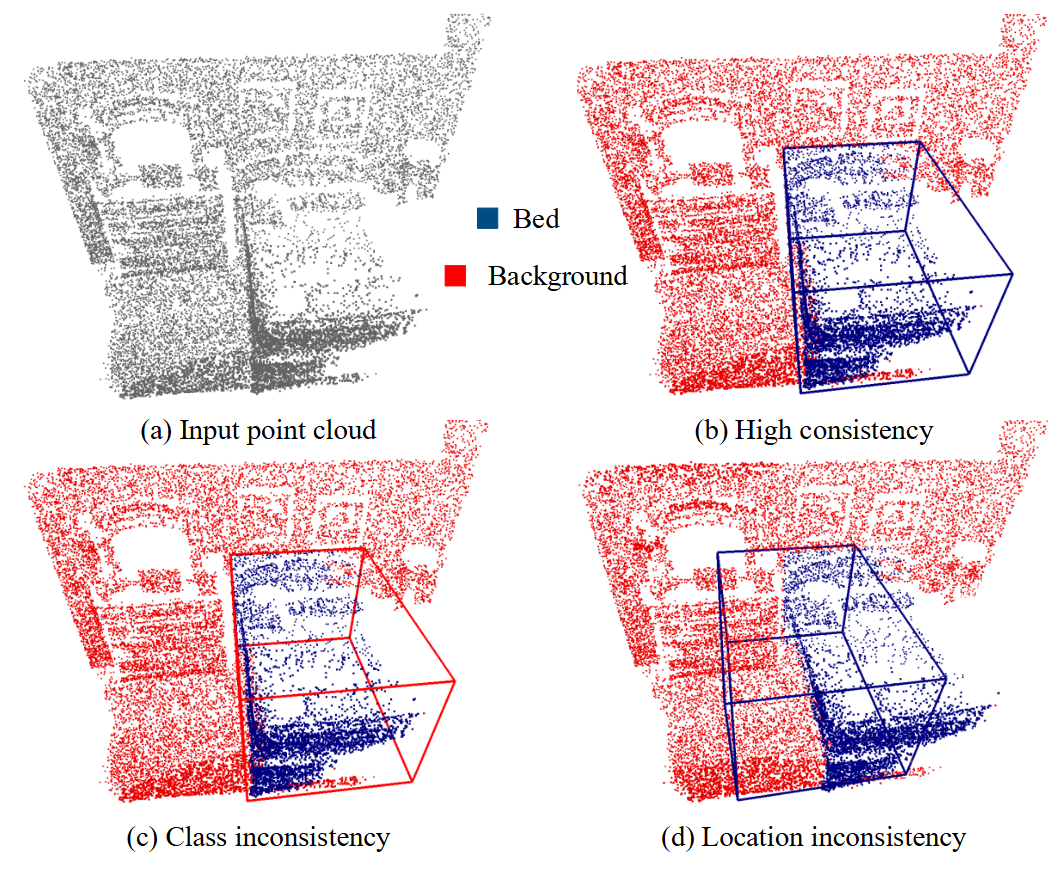 Bed
Background
(a) Input point cloud
(b) High consistency
(c) Class inconsistency
(d) Location inconsistency